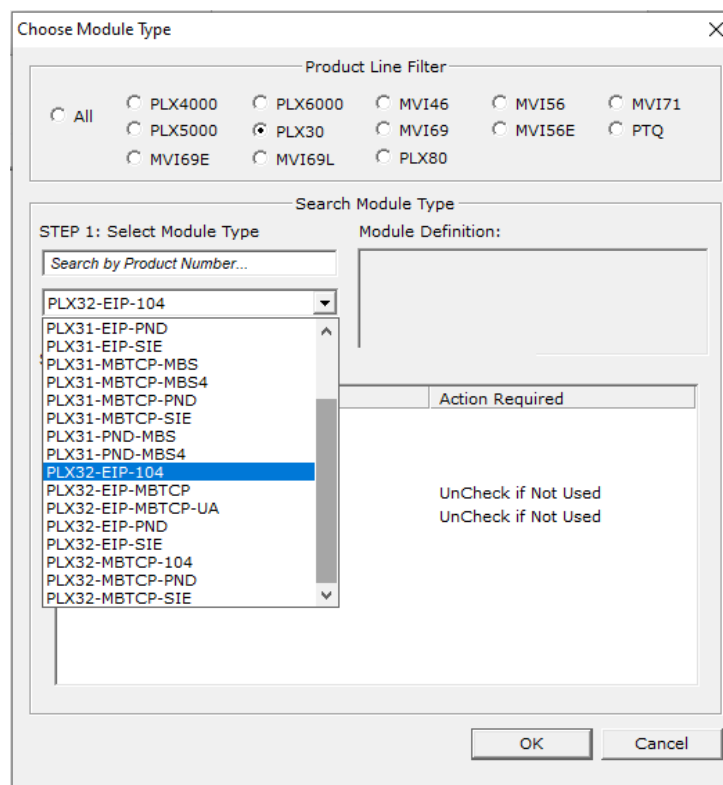 Choose Module Type
Product Line Filter
All
PLX4000 PLX6000 MVI46 MVI56 MVI71
PLX5000 PLX30 MVI69 MVI56E PTQ
MVI69E MVI69L PLX80
Search Module Type
STEP 1: Select Module Type Module Definition:
Search by Product Number...
PLX32-EIP-104
PLX31-EIP-PND
PLX31-EIP-SIE
PLX31-MBTCP-MBS
PLX31-MBTCP-MBS4
PLX31-MBTCP-PND
PLX31-MBTCP-SIE
PLX31-PND-MBS
PLX31-PND-MBS4
PLX32-EIP-104
PLX32-EIP-MBTCP
PLX32-EIP-MBTCP-UA
PLX32-EIP-PND
PLX32-EIP-SIE
PLX32-MBTCP-104
PLX32-MBTCP-PND
PLX32-MBTCP-SIE
Action Required
UnCheck if Not Used
UnCheck if Not Used
OK Cancel